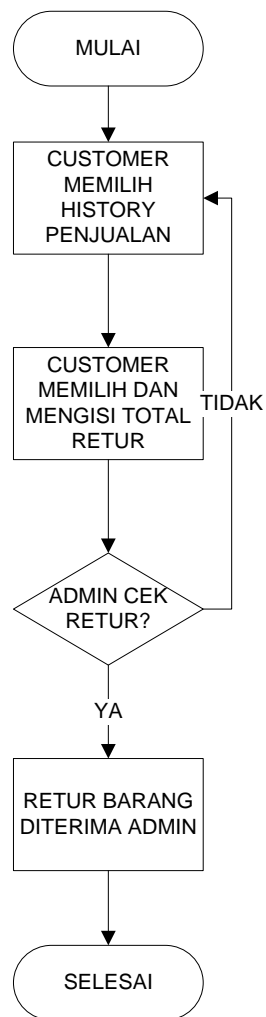 MULAI
CUSTOMER
MEMILIH
HISTORY
PENJUALAN
CUSTOMER
MEMILIH DAN
MENGISI TOTAL
RETUR
TIDAK
ADMIN CEK
RETUR?
YA
RETUR BARANG
DITERIMA ADMIN
SELESAI